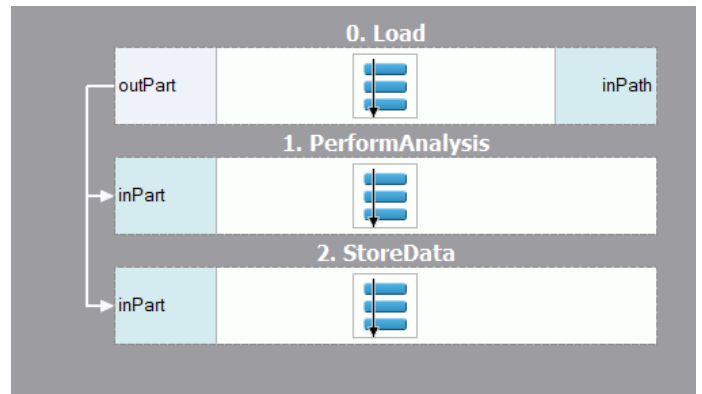 0. Load
outPart
inPath
1. PerformAnalysis
inPart
2. StoreData
inPart